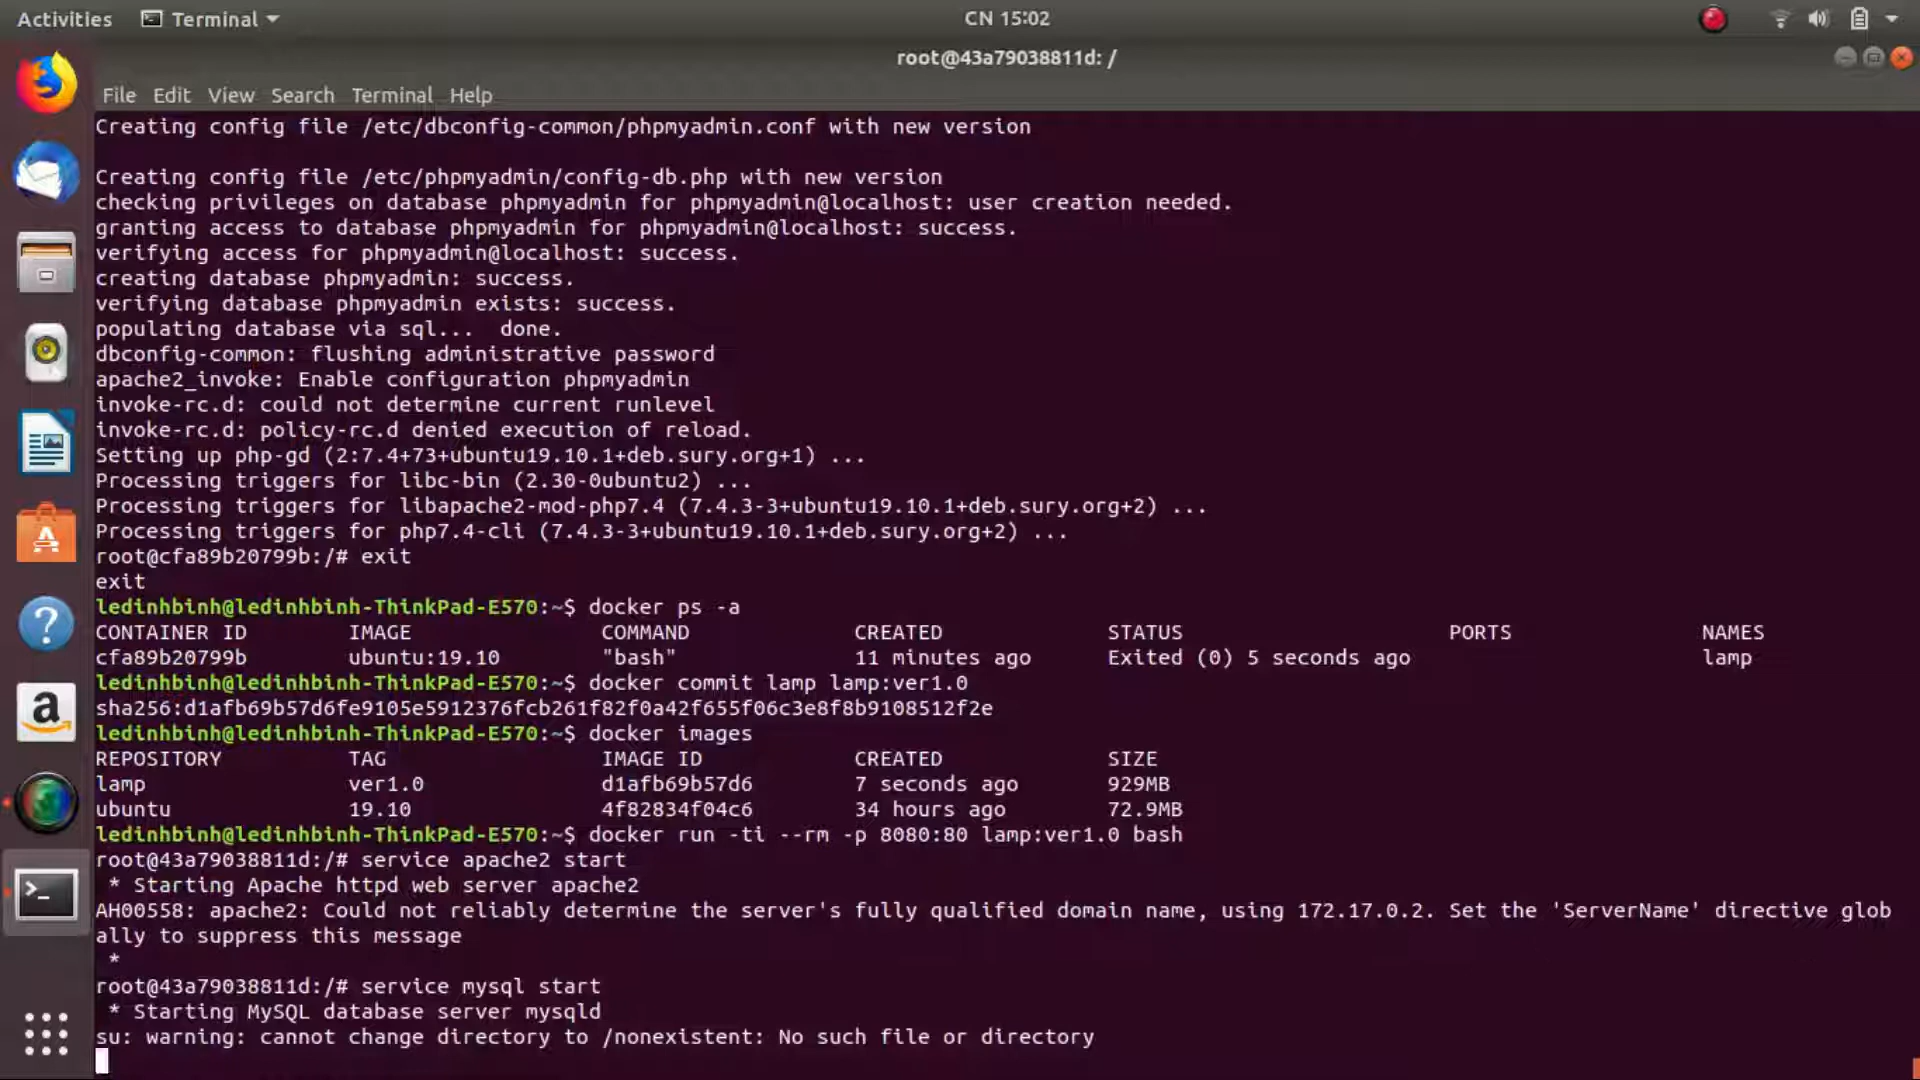 Activities Terminal CN 15:02
root@43a79038811d: /
File Edit View Search Terminal Help
Creating config file /etc/dbconfig-common/phpmyadmin.conf with new version
Creating config file /etc/phpmyadmin/config-db.php with new version
checking privileges on database phpmyadmin for phpmyadmin@localhost: user creation needed.
granting access to database phpmyadmin for phpmyadmin@localhost: success.
verifying access for phpmyadmin@localhost: success.
creating database phpmyadmin: success.
verifying database phpmyadmin exists: success.
populating database via sql...  done.
dbconfig-common: flushing administrative password
apache2_invoke: Enable configuration phpmyadmin
invoke-rc.d: could not determine current runlevel
invoke-rc.d: policy-rc.d denied execution of reload.
Setting up php-gd (2:7.4+73+ubuntu19.10.1+deb.sury.org+1) ...
Processing triggers for libc-bin (2.30-0ubuntu2) ...
Processing triggers for libapache2-mod-php7.4 (7.4.3-3+ubuntu19.10.1+deb.sury.org+2) ...
Processing triggers for php7.4-cli (7.4.3-3+ubuntu19.10.1+deb.sury.org+2) ...
root@cfa89b20799b:/# exit
exit
ledinhbinh@ledinhbinh-ThinkPad-E570:~$ docker ps -a
CONTAINER ID IMAGE COMMAND CREATED STATUS PORTS NAMES
cfa89b20799b ubuntu:19.10 "bash" 11 minutes ago Exited (0) 5 seconds ago lamp
ledinhbinh@ledinhbinh-ThinkPad-E570:~$ docker commit lamp lamp:ver1.0
sha256:d1afb69b57d6fe9105e5912376fcb261f82f0a42f655f06c3e8f8b9108512f2e
ledinhbinh@ledinhbinh-ThinkPad-E570:~$ docker images
REPOSITORY TAG IMAGE ID CREATED SIZE
lamp ver1.0 d1afb69b57d6 7 seconds ago 929MB
ubuntu 19.10 4f82834f04c6 34 hours ago 72.9MB
ledinhbinh@ledinhbinh-ThinkPad-E570:~$ docker run -ti --rm -p 8080:80 lamp:ver1.0 bash
root@43a79038811d:/# service apache2 start
* Starting Apache httpd web server apache2
AH00558: apache2: Could not reliably determine the server's fully qualified domain name, using 172.17.0.2. Set the 'ServerName' directive glob
ally to suppress this message
*
root@43a79038811d:/# service mysql start
* Starting MySQL database server mysqld
su: warning: cannot change directory to /nonexistent: No such file or directory